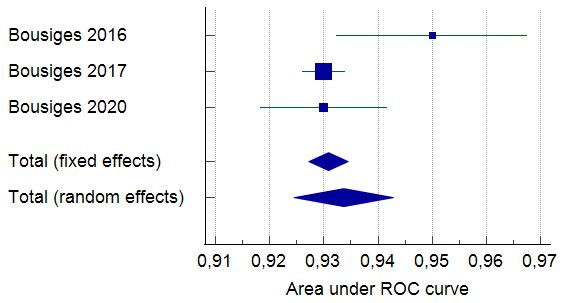 Bousiges 2016
Bousiges 2017
Bousiges 2020
Total (fixed effects)
Total (random effects)
0,91 0,92 0,93 0,94 0,95 0,96 0,97
Area under ROC curve